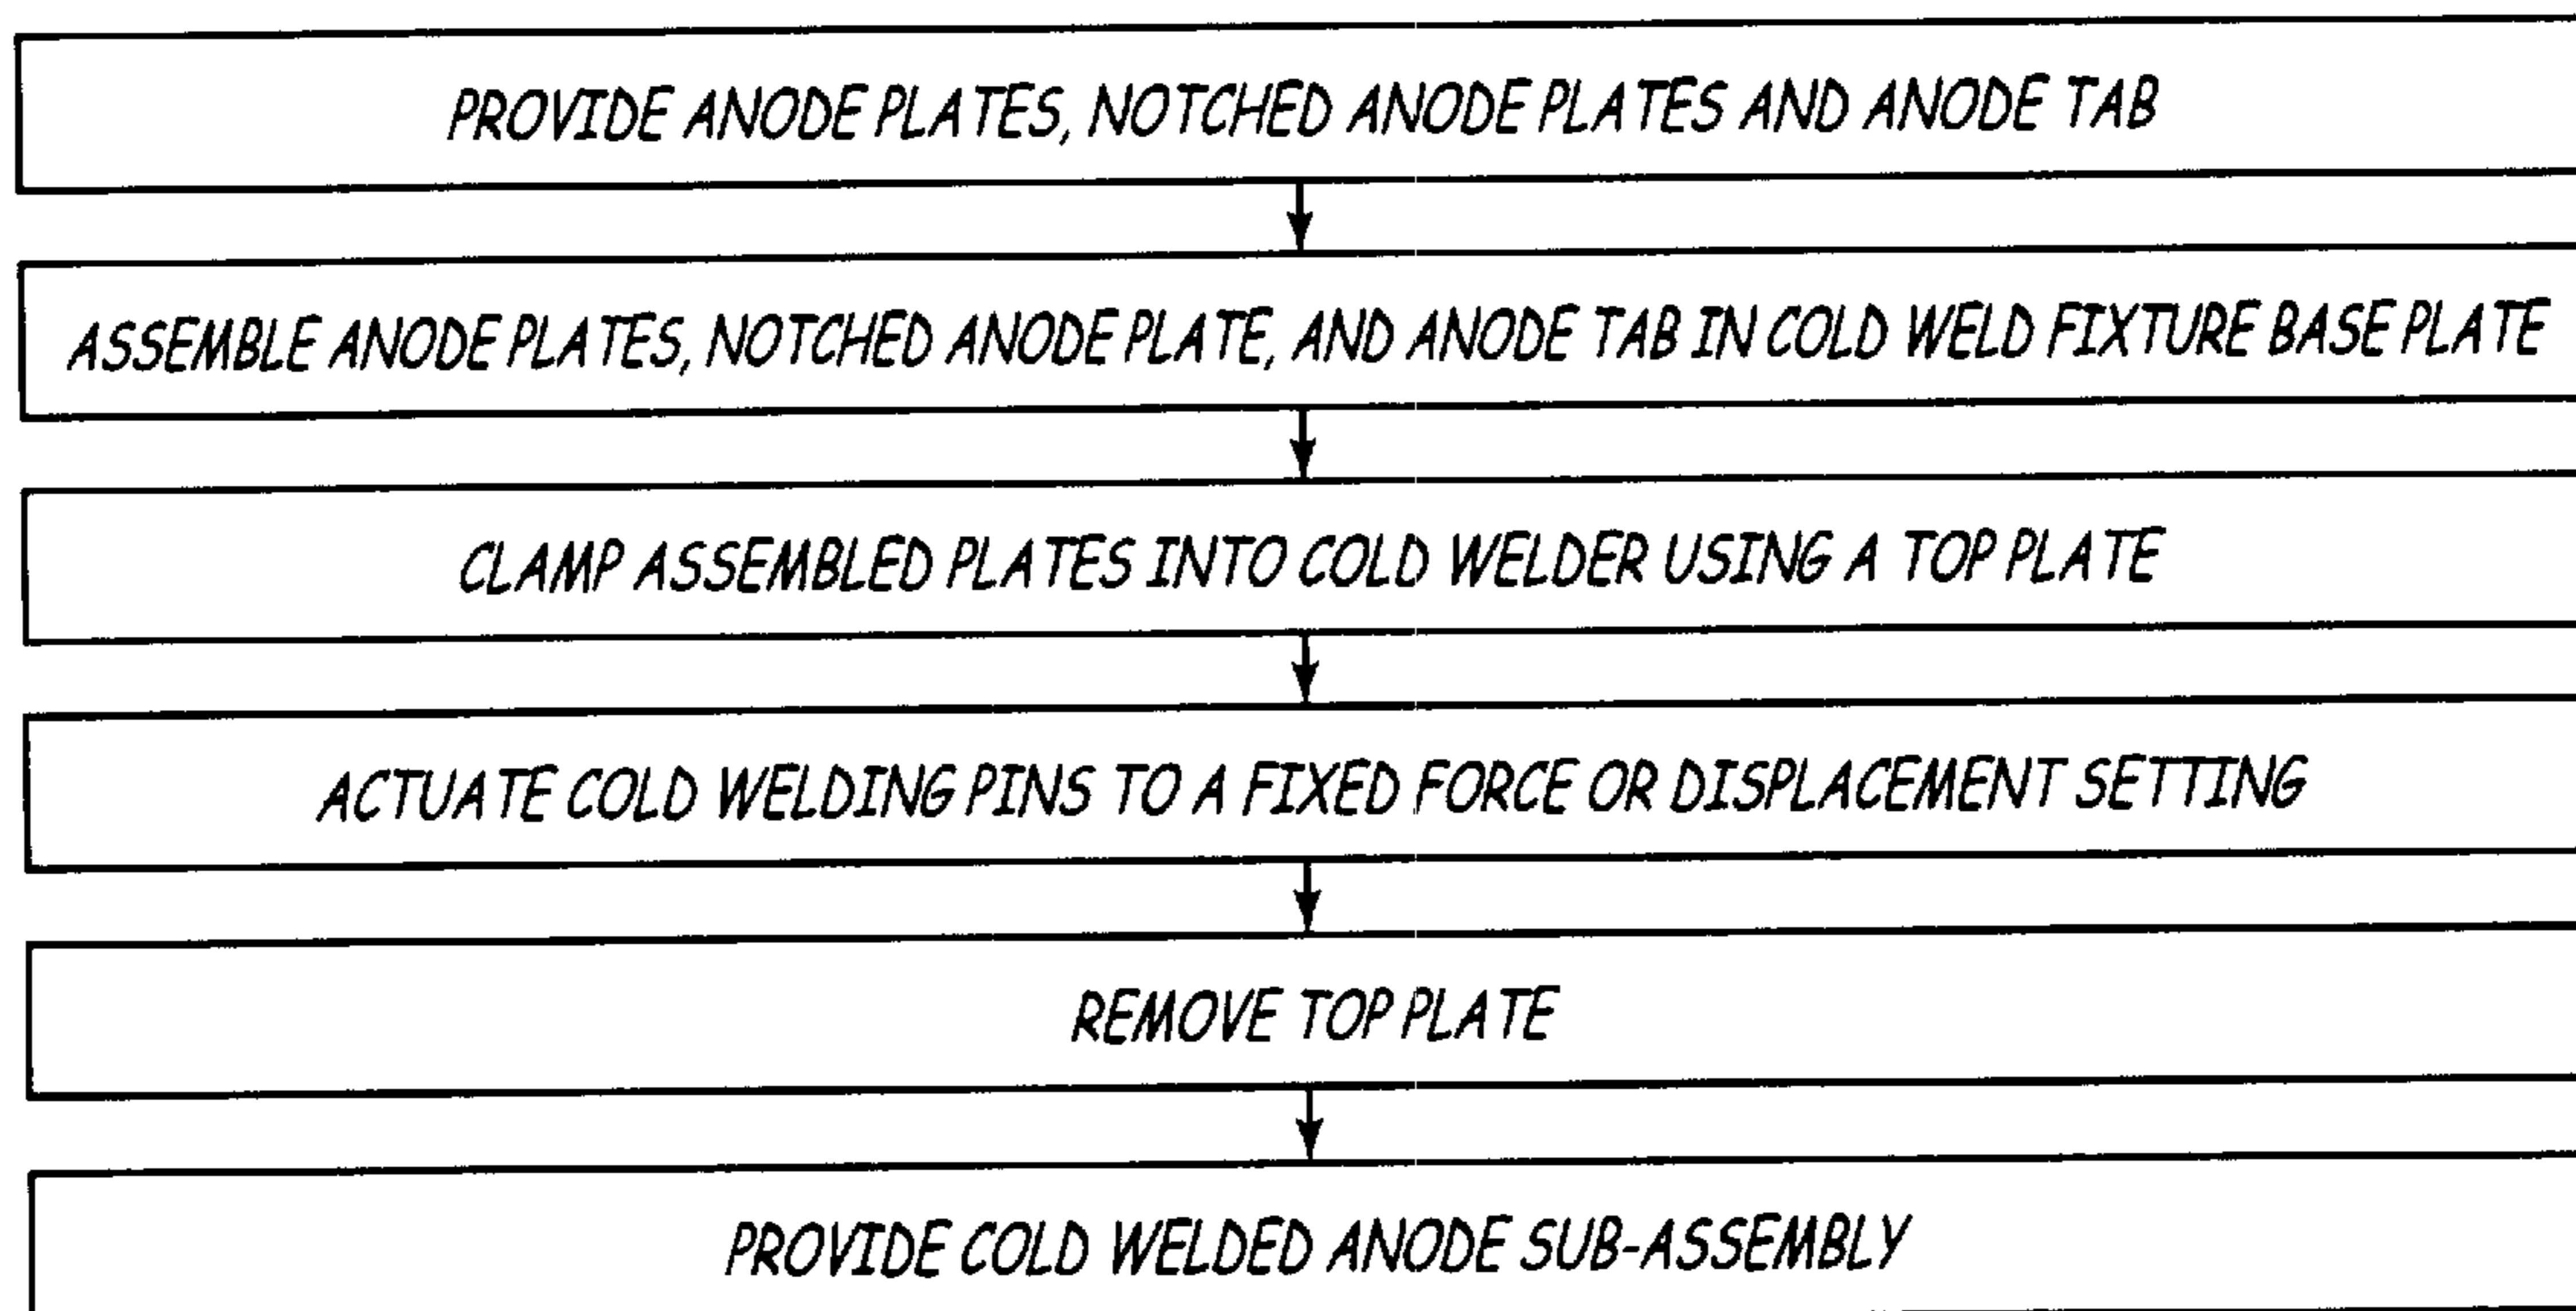 PROVIDE ANODE PLATES, NOTCHED ANODE PLATES AND ANODE TAB
ASSEMBLE ANODE PLATES, NOTCHED ANODE PLATE, AND ANODE TAB IN COLD WELD FIXTURE BASE PLATE
CLAMP ASSEMBLED PLATES INTO COLD WELDER USING A TOP PLATE
ACTUATE COLD WELDING PINS TO A FIXED FORCE OR DISPLACEMENT SETTING
REMOVE TOP PLATE
PROVIDE COLD WELDED ANODE SUB-ASSEMBLY